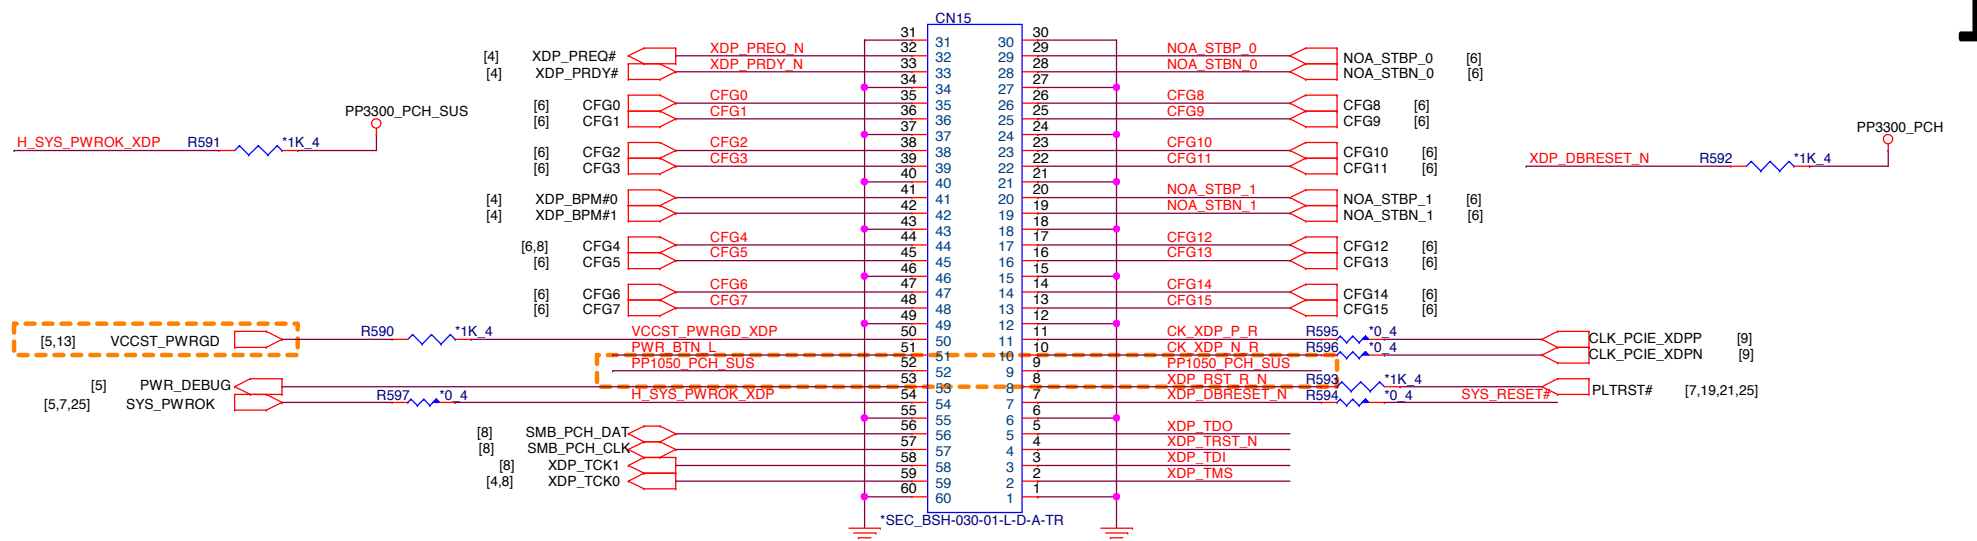 CN15
31 31 30 30
[4] XDP_PREQ# XDP_PREQ_N 32 32 29 29 NOA_STBP_0 NOA_STBP_0 [6]
[4] XDP_PRDY# XDP_PRDY_N 33 33 28 28 NOA_STBN_0 NOA_STBN_0 [6]
34 34 27 27
[6] CFG0 CFG0 35 35 26 26 CFG8 CFG8 [6]
[6] CFG1 CFG1 36 36 25 25 CFG9 CFG9 [6]
PP3300_PCH_SUS
37 37 24 24
PP3300_PCH
H_SYS_PWROK_XDP R591 *1K_4
[6] CFG2 CFG2 38 38 23 23 CFG10 CFG10 [6]
[6] CFG3 CFG3 39 39 22 22 CFG11 CFG11 [6]
XDP_DBRESET_N R592 *1K_4
40 40 21 21
[4] XDP_BPM#0 41 41 20 20 NOA_STBP_1 NOA_STBP_1 [6]
[4] XDP_BPM#1 42 42 19 19 NOA_STBN_1 NOA_STBN_1 [6]
43 43 18 18
[6,8] CFG4 CFG4 44 44 17 17 CFG12 CFG12 [6]
[6] CFG5 CFG5 45 45 16 16 CFG13 CFG13 [6]
46 46 15 15
[6] CFG6 CFG6 47 47 14 14 CFG14 CFG14 [6]
[6] CFG7 CFG7 48 48 13 13 CFG15 CFG15 [6]
49 49 12 12
[5,13] VCCST_PWRGD R590 *1K_4 VCCST_PWRGD_XDP 50 50 11 11 CK_XDP_P_R R595 *0_4 CLK_PCIE_XDPP [9]
PWR_BTN_L 51 51 10 10 CK_XDP_N_R R596 *0_4 CLK_PCIE_XDPN [9]
PP1050_PCH_SUS 52 52 9 9 PP1050_PCH_SUS
[5] PWR_DEBUG 53 53 8 8 XDP_RST_R_N R593 *1K_4 PLTRST# [7,19,21,25]
[5,7,25] SYS_PWROK R597 *0_4 H_SYS_PWROK_XDP 54 54 7 7 XDP_DBRESET_N R594 *0_4 SYS_RESET#
55 55 6 6
[8] SMB_PCH_DAT 56 56 5 5 XDP_TDO
[8] SMB_PCH_CLK 57 57 4 4 XDP_TRST_N
[8] XDP_TCK1 58 58 3 3 XDP_TDI
[4,8] XDP_TCK0 59 59 2 2 XDP_TMS
60 60 1 1
*SEC_BSH-030-01-L-D-A-TR